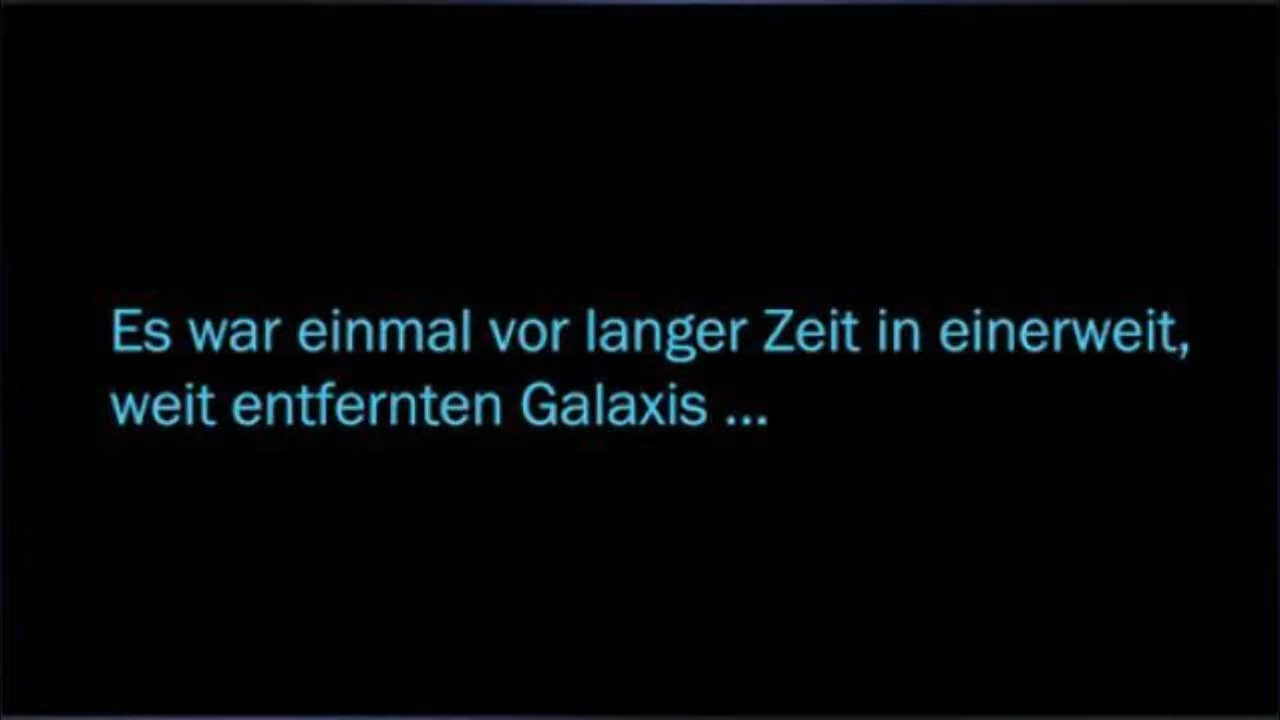 Es war einmal vor langer Zeit in einerweit,
weit entfernten Galaxis ...